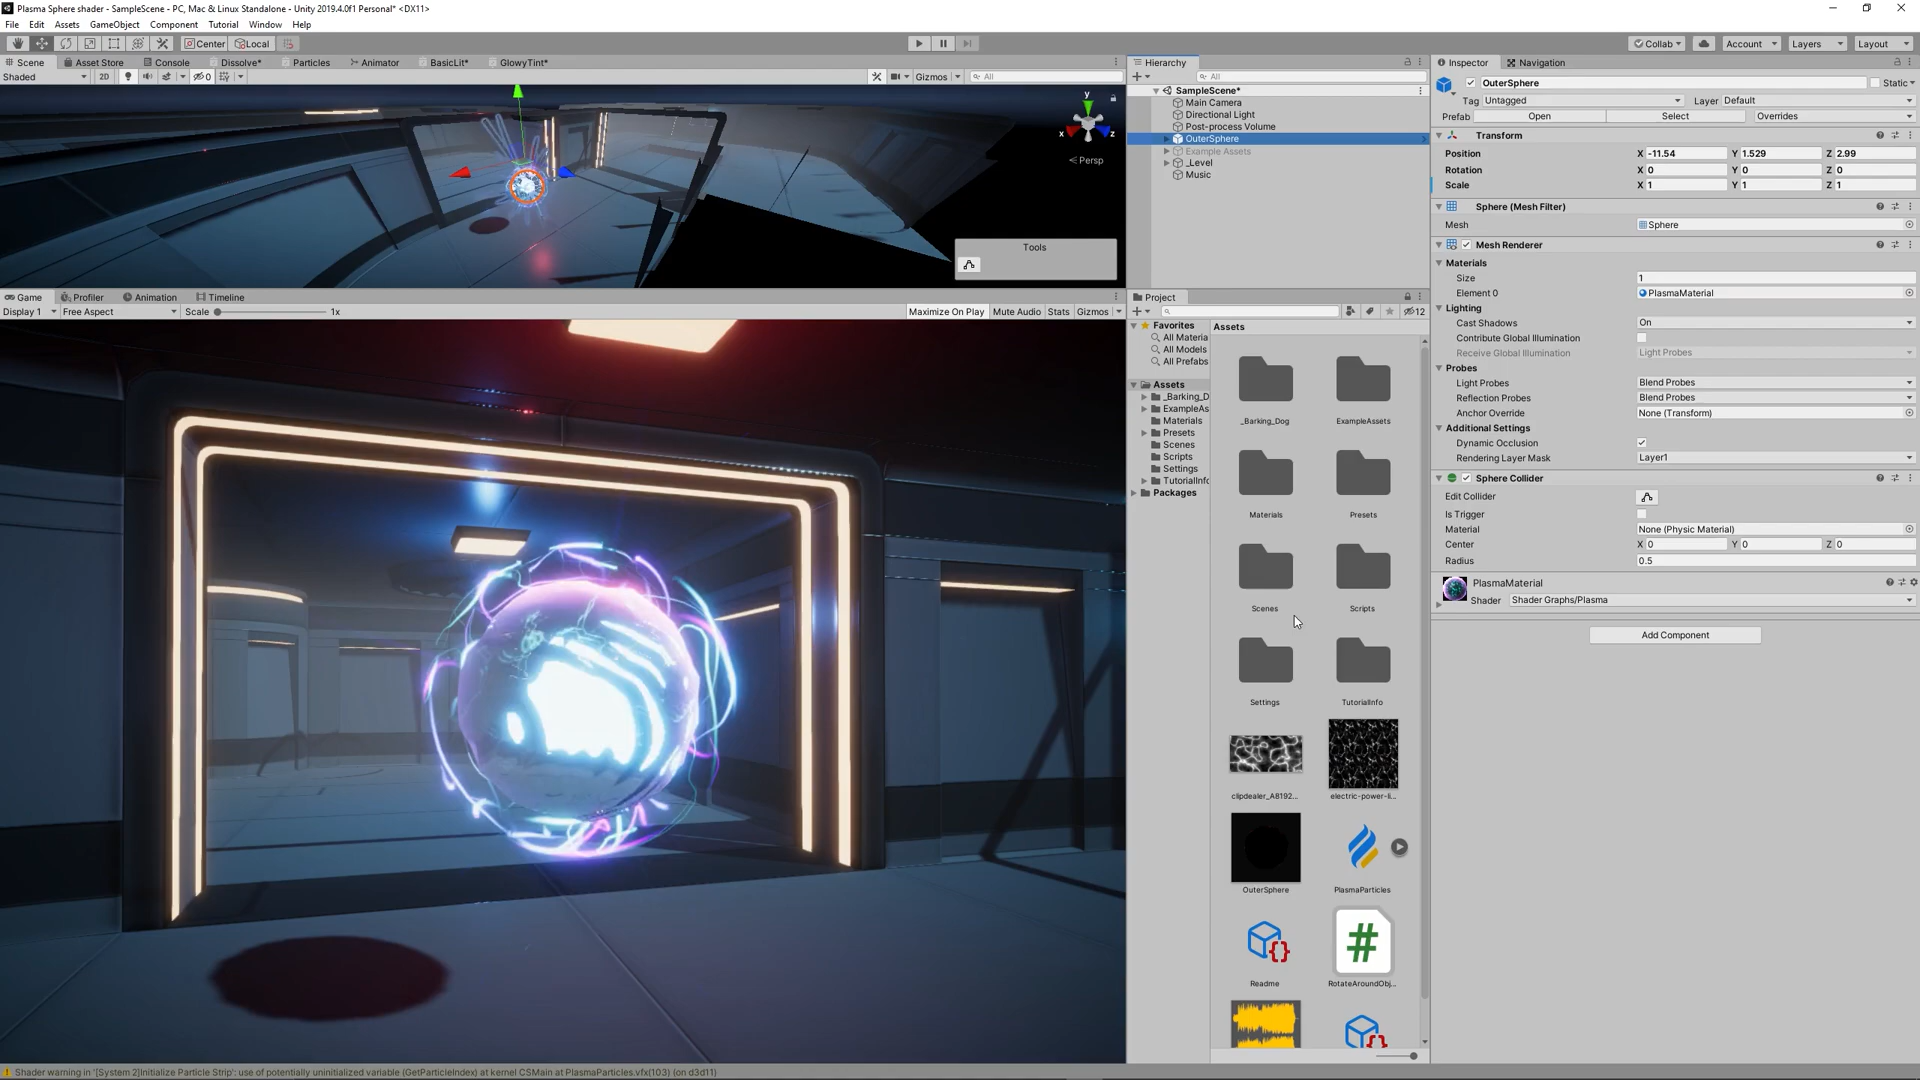 Plasma Sphere shader - SampleScene - PC, Mac & Linux Standalone - Unity 2019.4.0f1 Personal* <DX11>
File Edit Assets GameObject Component Tutorial Window Help
Center Local Collab Account Layers Layout
Scene Asset Store Console Dissolve* Particles Animator BasicLit* GlowyTint*
Shaded 2D 0 Gizmos All
y
x z
Persp
Tools
Game Profiler Animation Timeline
Display 1 Free Aspect Scale 1x Maximize On Play Mute Audio Stats Gizmos
Hierarchy
All
SampleScene*
Main Camera
Directional Light
Post-process Volume
OuterSphere
Example Assets
_Level
Music
Project
12
Favorites
All Materia
All Models
All Prefabs
Assets
_Barking_D
ExampleAs
Materials
Presets
Scenes
Scripts
Settings
TutorialInfo
Packages
Assets
_Barking_Dog ExampleAssets
Materials Presets
Scenes Scripts
Settings TutorialInfo
clipdealer_A8192... electric-power-li...
OuterSphere PlasmaParticles
Readme RotateAroundObj...
Inspector Navigation
OuterSphere Static
Tag Untagged Layer Default
Prefab Open Select Overrides
Transform
Position X -11.54 Y 1.529 Z 2.99
Rotation X 0 Y 0 Z 0
Scale X 1 Y 1 Z 1
Sphere (Mesh Filter)
Mesh Sphere
Mesh Renderer
Materials
Size 1
Element 0 PlasmaMaterial
Lighting
Cast Shadows On
Contribute Global Illumination
Receive Global Illumination Light Probes
Probes
Light Probes Blend Probes
Reflection Probes Blend Probes
Anchor Override None (Transform)
Additional Settings
Dynamic Occlusion
Rendering Layer Mask Layer1
Sphere Collider
Edit Collider
Is Trigger
Material None (Physic Material)
Center X 0 Y 0 Z 0
Radius 0.5
PlasmaMaterial
Shader Shader Graphs/Plasma
Add Component
Shader warning in '[System 2]Initialize Particle Strip': use of potentially uninitialized variable (GetParticleIndex) at kernel CSMain at PlasmaParticles.vfx(103) (on d3d11)